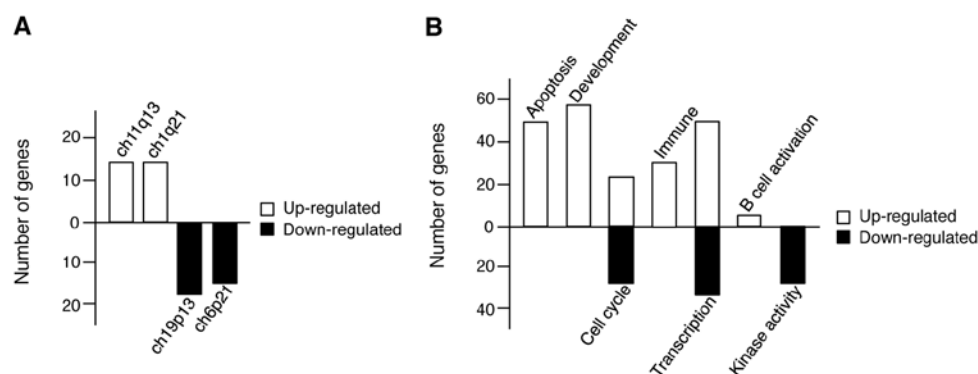 A
Number of genes
20
10
0
10
20
ch11q13
ch1q21
ch19p13
ch6p21
Up-regulated
Down-regulated
B
Number of genes
60
40
20
0
20
40
Apoptosis
Development
Immune
B cell activation
Cell cycle
Transcription
Kinase activity
Up-regulated
Down-regulated